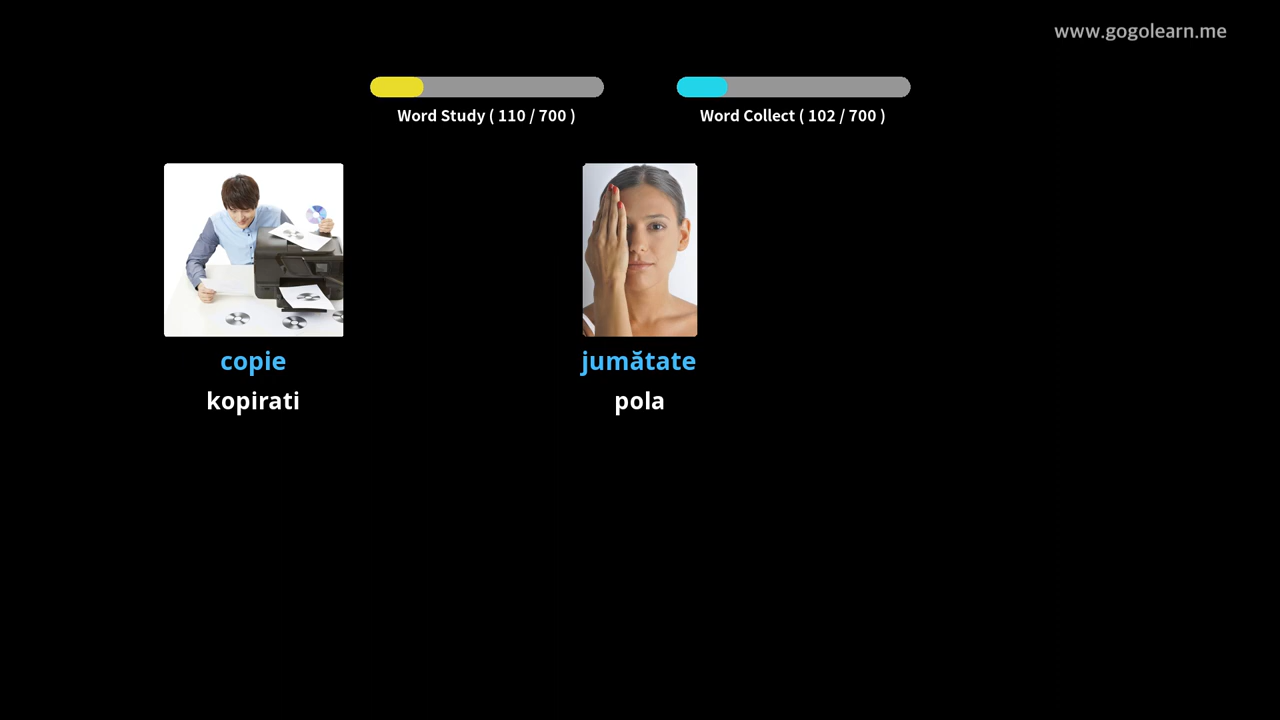 www.gogolearn.me
Word Study ( 110 / 700 )
Word Collect ( 102 / 700 )
copie
jumătate
kopirati
pola